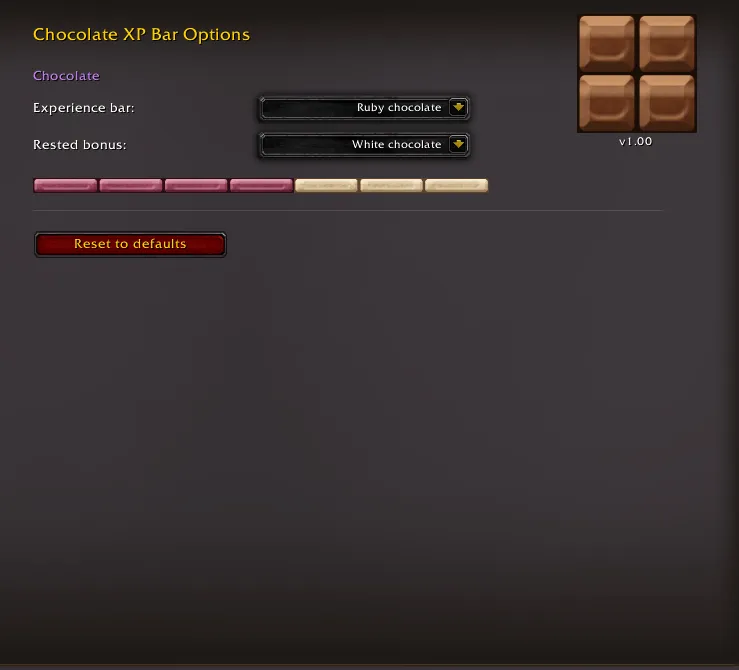 Chocolate XP Bar Options
Chocolate
Experience bar: Ruby chocolate
Rested bonus: White chocolate
v1.00
Reset to defaults